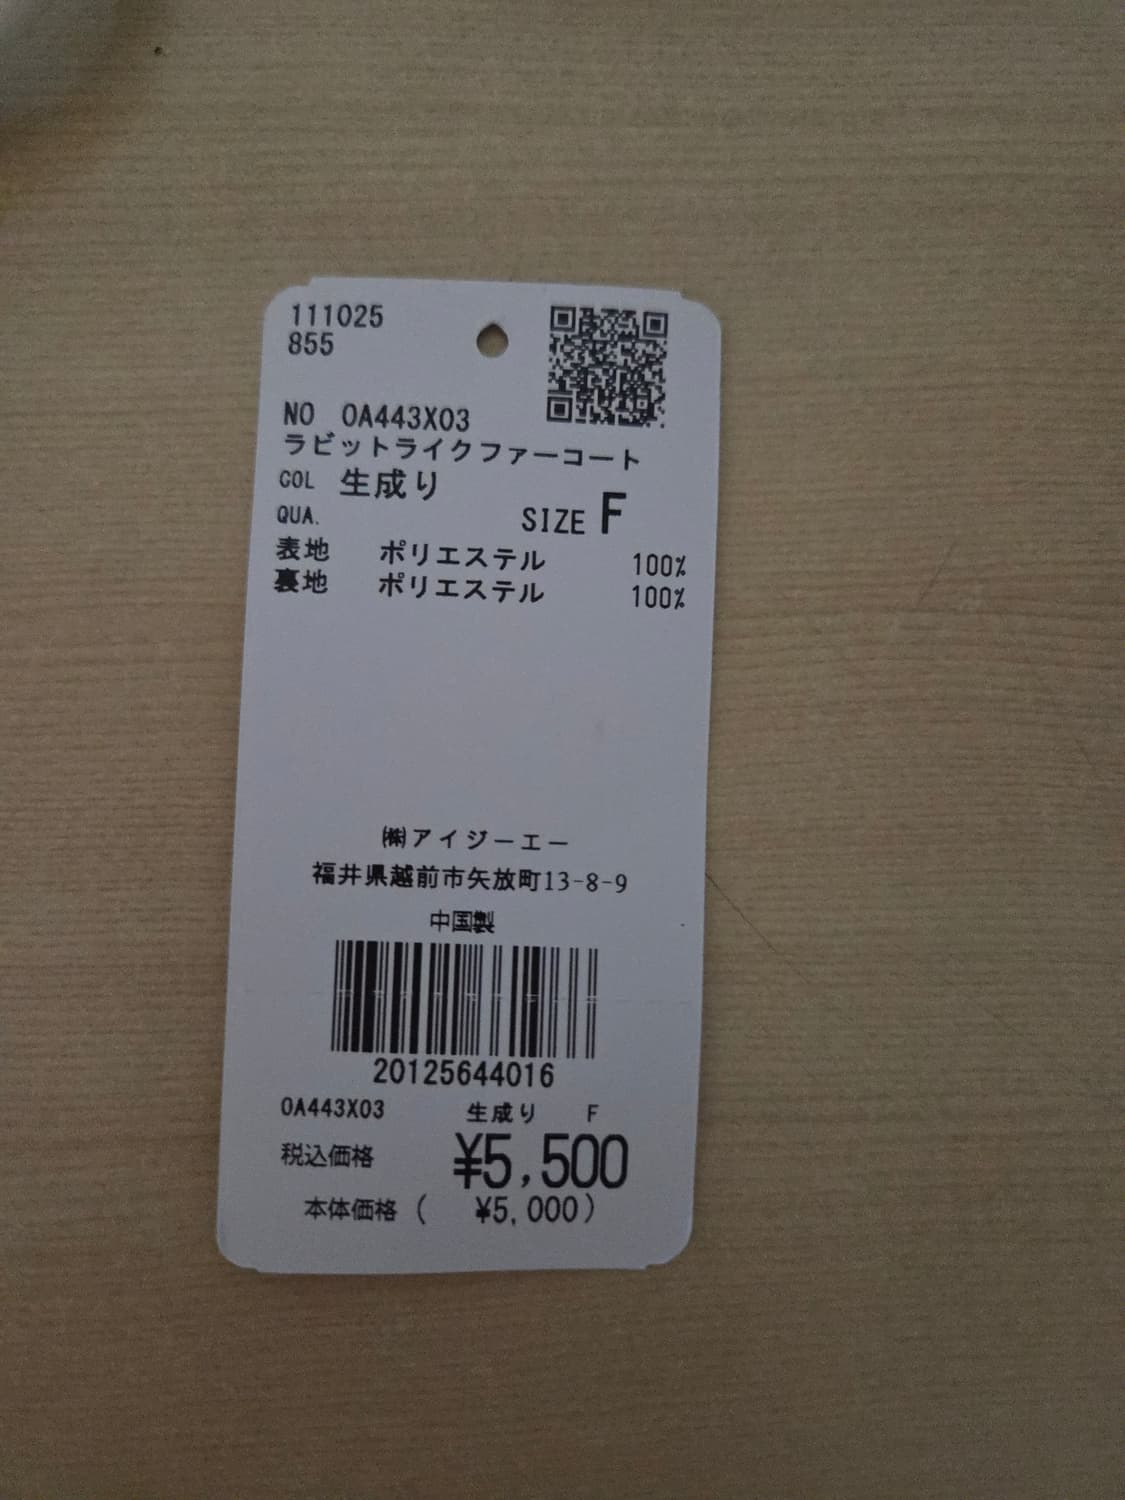 111025
855
NO 0A443X03
ラビットライクファーコート
COL 生成り
QUA. SIZE F
表地 ポリエステル 100%
裏地 ポリエステル 100%
㈱アイジーエー
福井県越前市矢放町13-8-9
中国製
20125644016
0A443X03 生成り F
税込価格 ¥5,500
本体価格 ( ¥5,000)